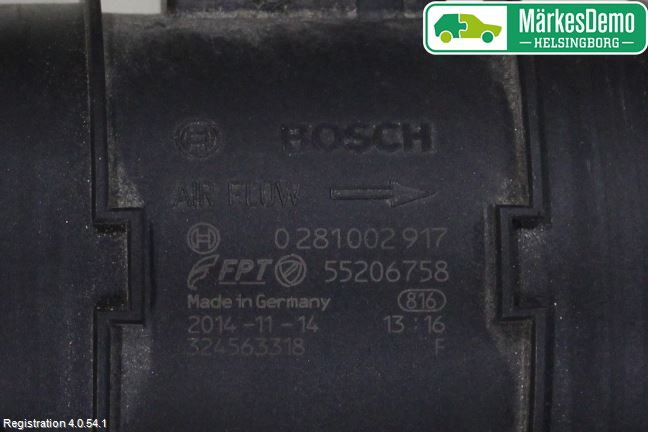 MärkesDemo
HELSINGBORG
BOSCH
AIR FLOW
0 281 002 917
FPT 55206758
Made in Germany 816
2014-11-14 13:16
324563318 F
Registration 4.0.54.1